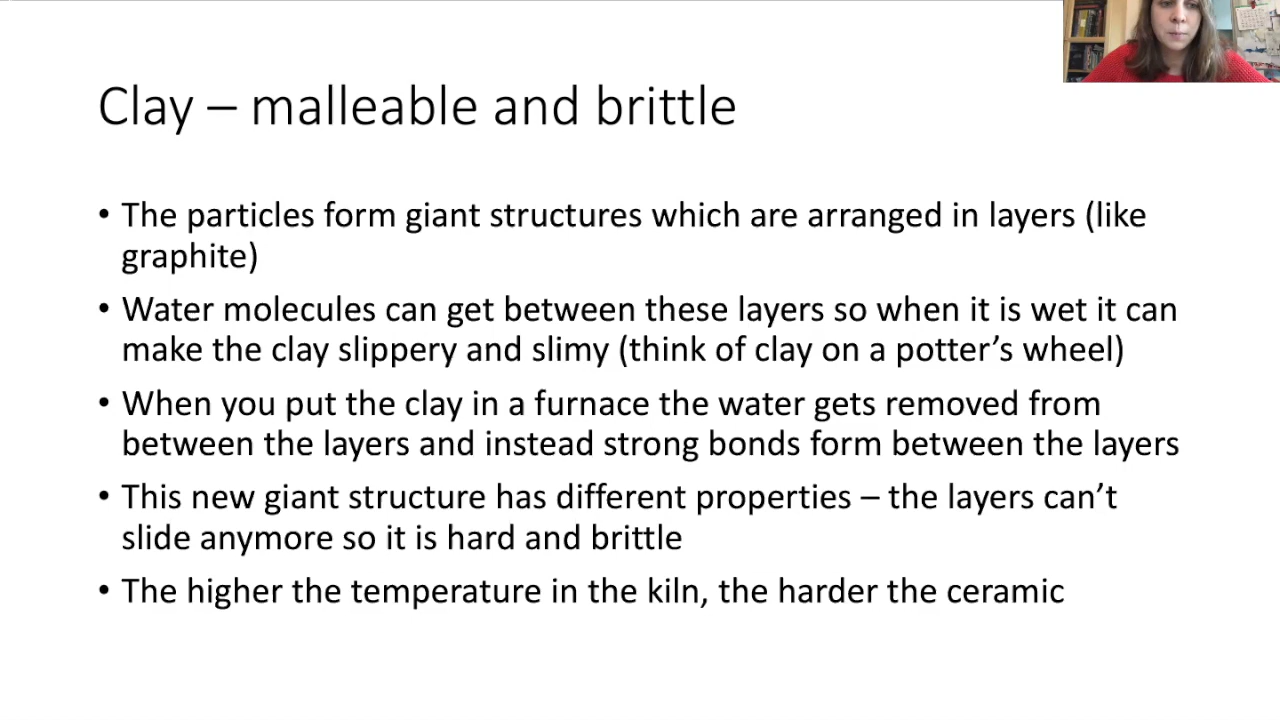 Clay – malleable and brittle
• The particles form giant structures which are arranged in layers (like
graphite)
• Water molecules can get between these layers so when it is wet it can
make the clay slippery and slimy (think of clay on a potter’s wheel)
• When you put the clay in a furnace the water gets removed from
between the layers and instead strong bonds form between the layers
• This new giant structure has different properties – the layers can’t
slide anymore so it is hard and brittle
• The higher the temperature in the kiln, the harder the ceramic